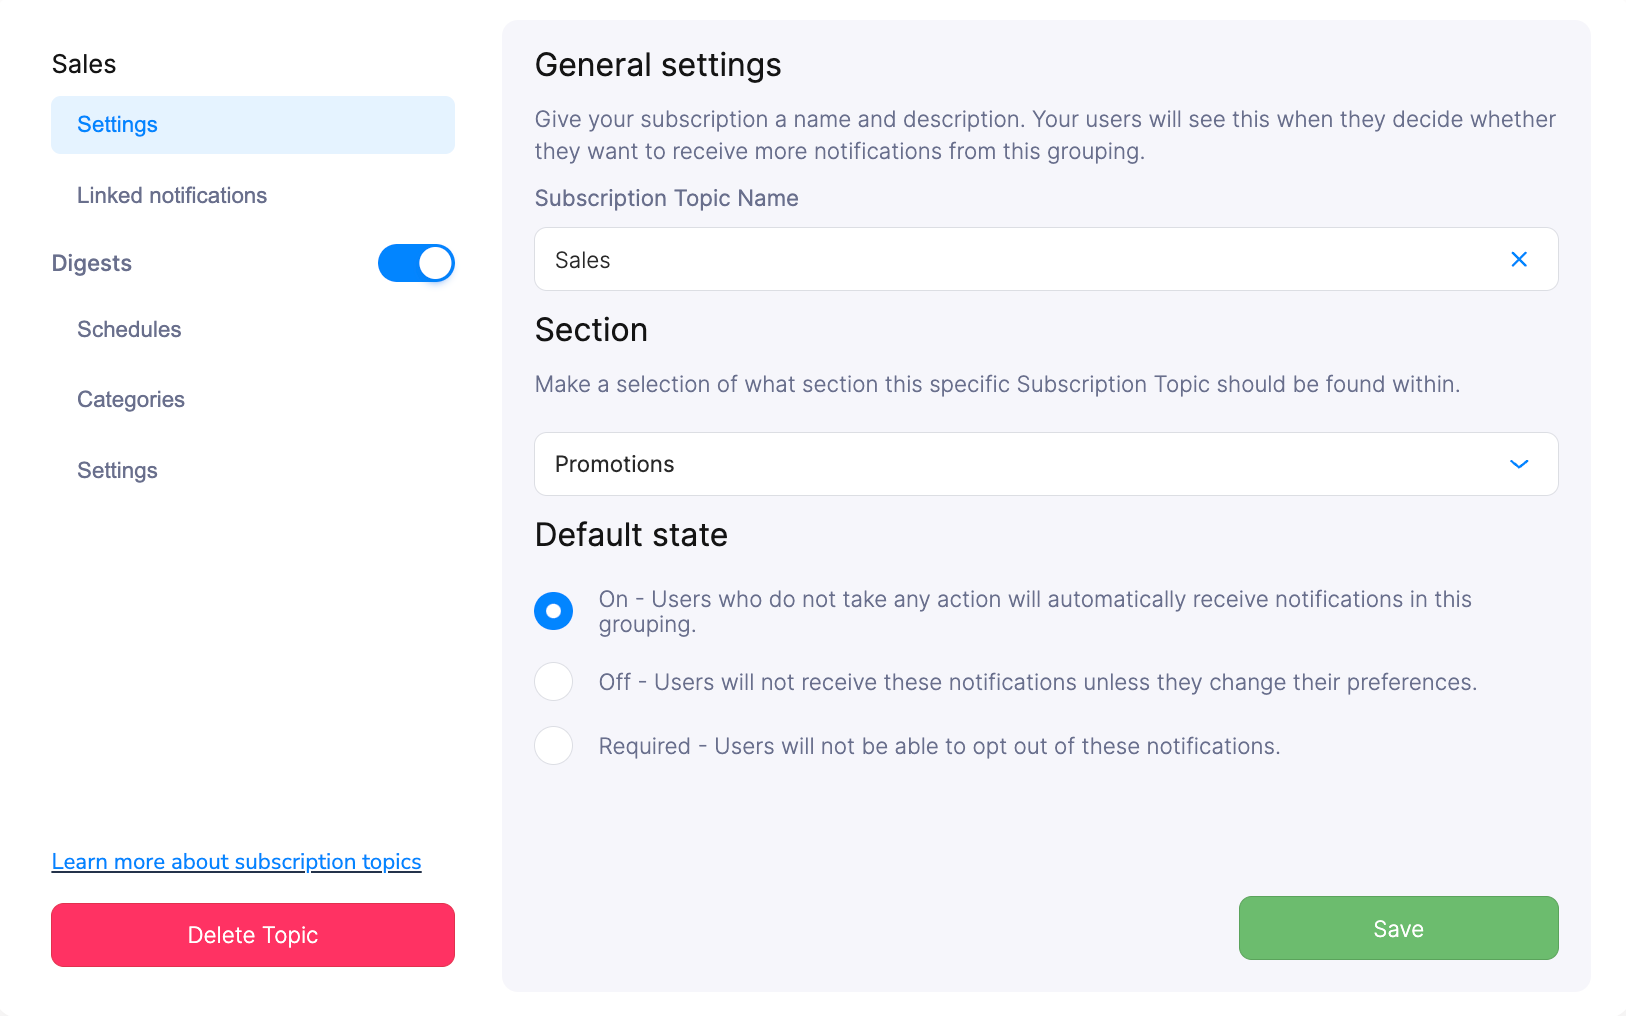 Sales
Settings
Linked notifications
Digests
Schedules
Categories
Settings
Learn more about subscription topics
Delete Topic
General settings
Give your subscription a name and description. Your users will see this when they decide whether
they want to receive more notifications from this grouping.
Subscription Topic Name
Sales
Section
Make a selection of what section this specific Subscription Topic should be found within.
Promotions
Default state
On - Users who do not take any action will automatically receive notifications in this
grouping.
Off - Users will not receive these notifications unless they change their preferences.
Required - Users will not be able to opt out of these notifications.
Save